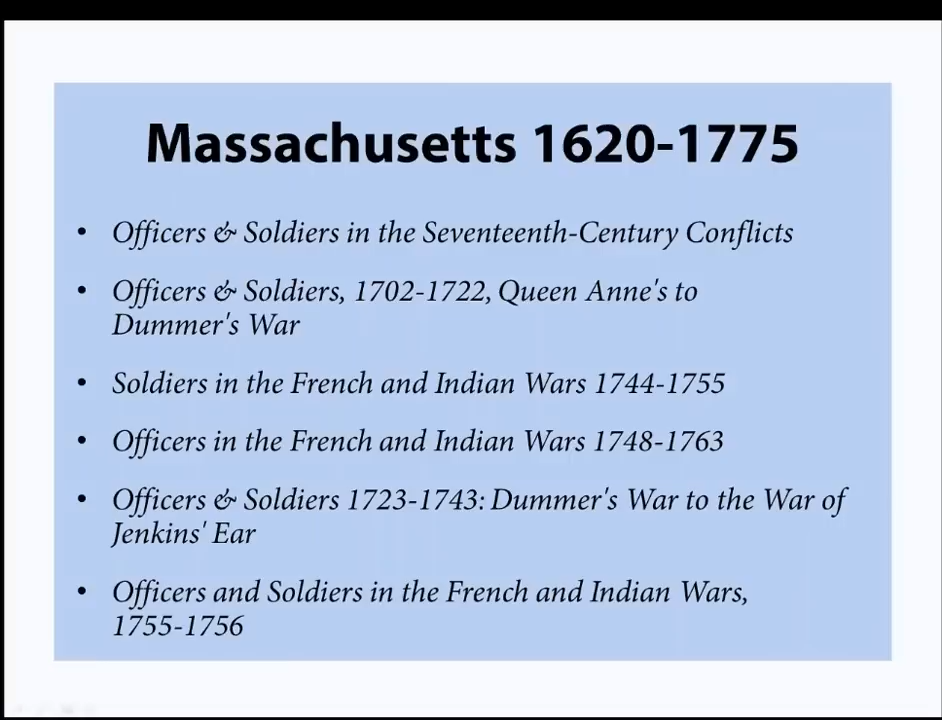 Massachusetts 1620-1775
• Officers & Soldiers in the Seventeenth-Century Conflicts
• Officers & Soldiers, 1702-1722, Queen Anne's to
Dummer's War
• Soldiers in the French and Indian Wars 1744-1755
• Officers in the French and Indian Wars 1748-1763
• Officers & Soldiers 1723-1743: Dummer's War to the War of
Jenkins' Ear
• Officers and Soldiers in the French and Indian Wars,
1755-1756